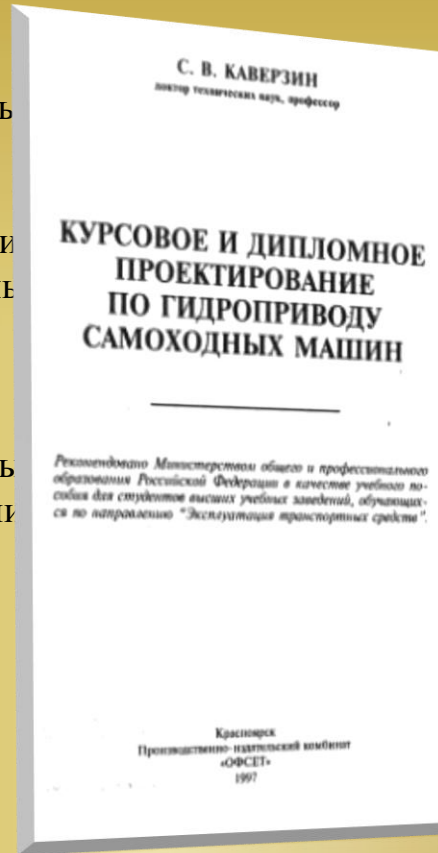 С. В. КАВЕРЗИН
доктор технических наук, профессор
КУРСОВОЕ И ДИПЛОМНОЕ
ПРОЕКТИРОВАНИЕ
ПО ГИДРОПРИВОДУ
САМОХОДНЫХ МАШИН
Рекомендовано Министерством общего и профессионального
образования Российской Федерации в качестве учебного по-
собия для студентов высших учебных заведений, обучающих-
ся по направлению "Эксплуатация транспортных средств".
Красноярск
Производственно-издательский комбинат
«ОФСЕТ»
1997